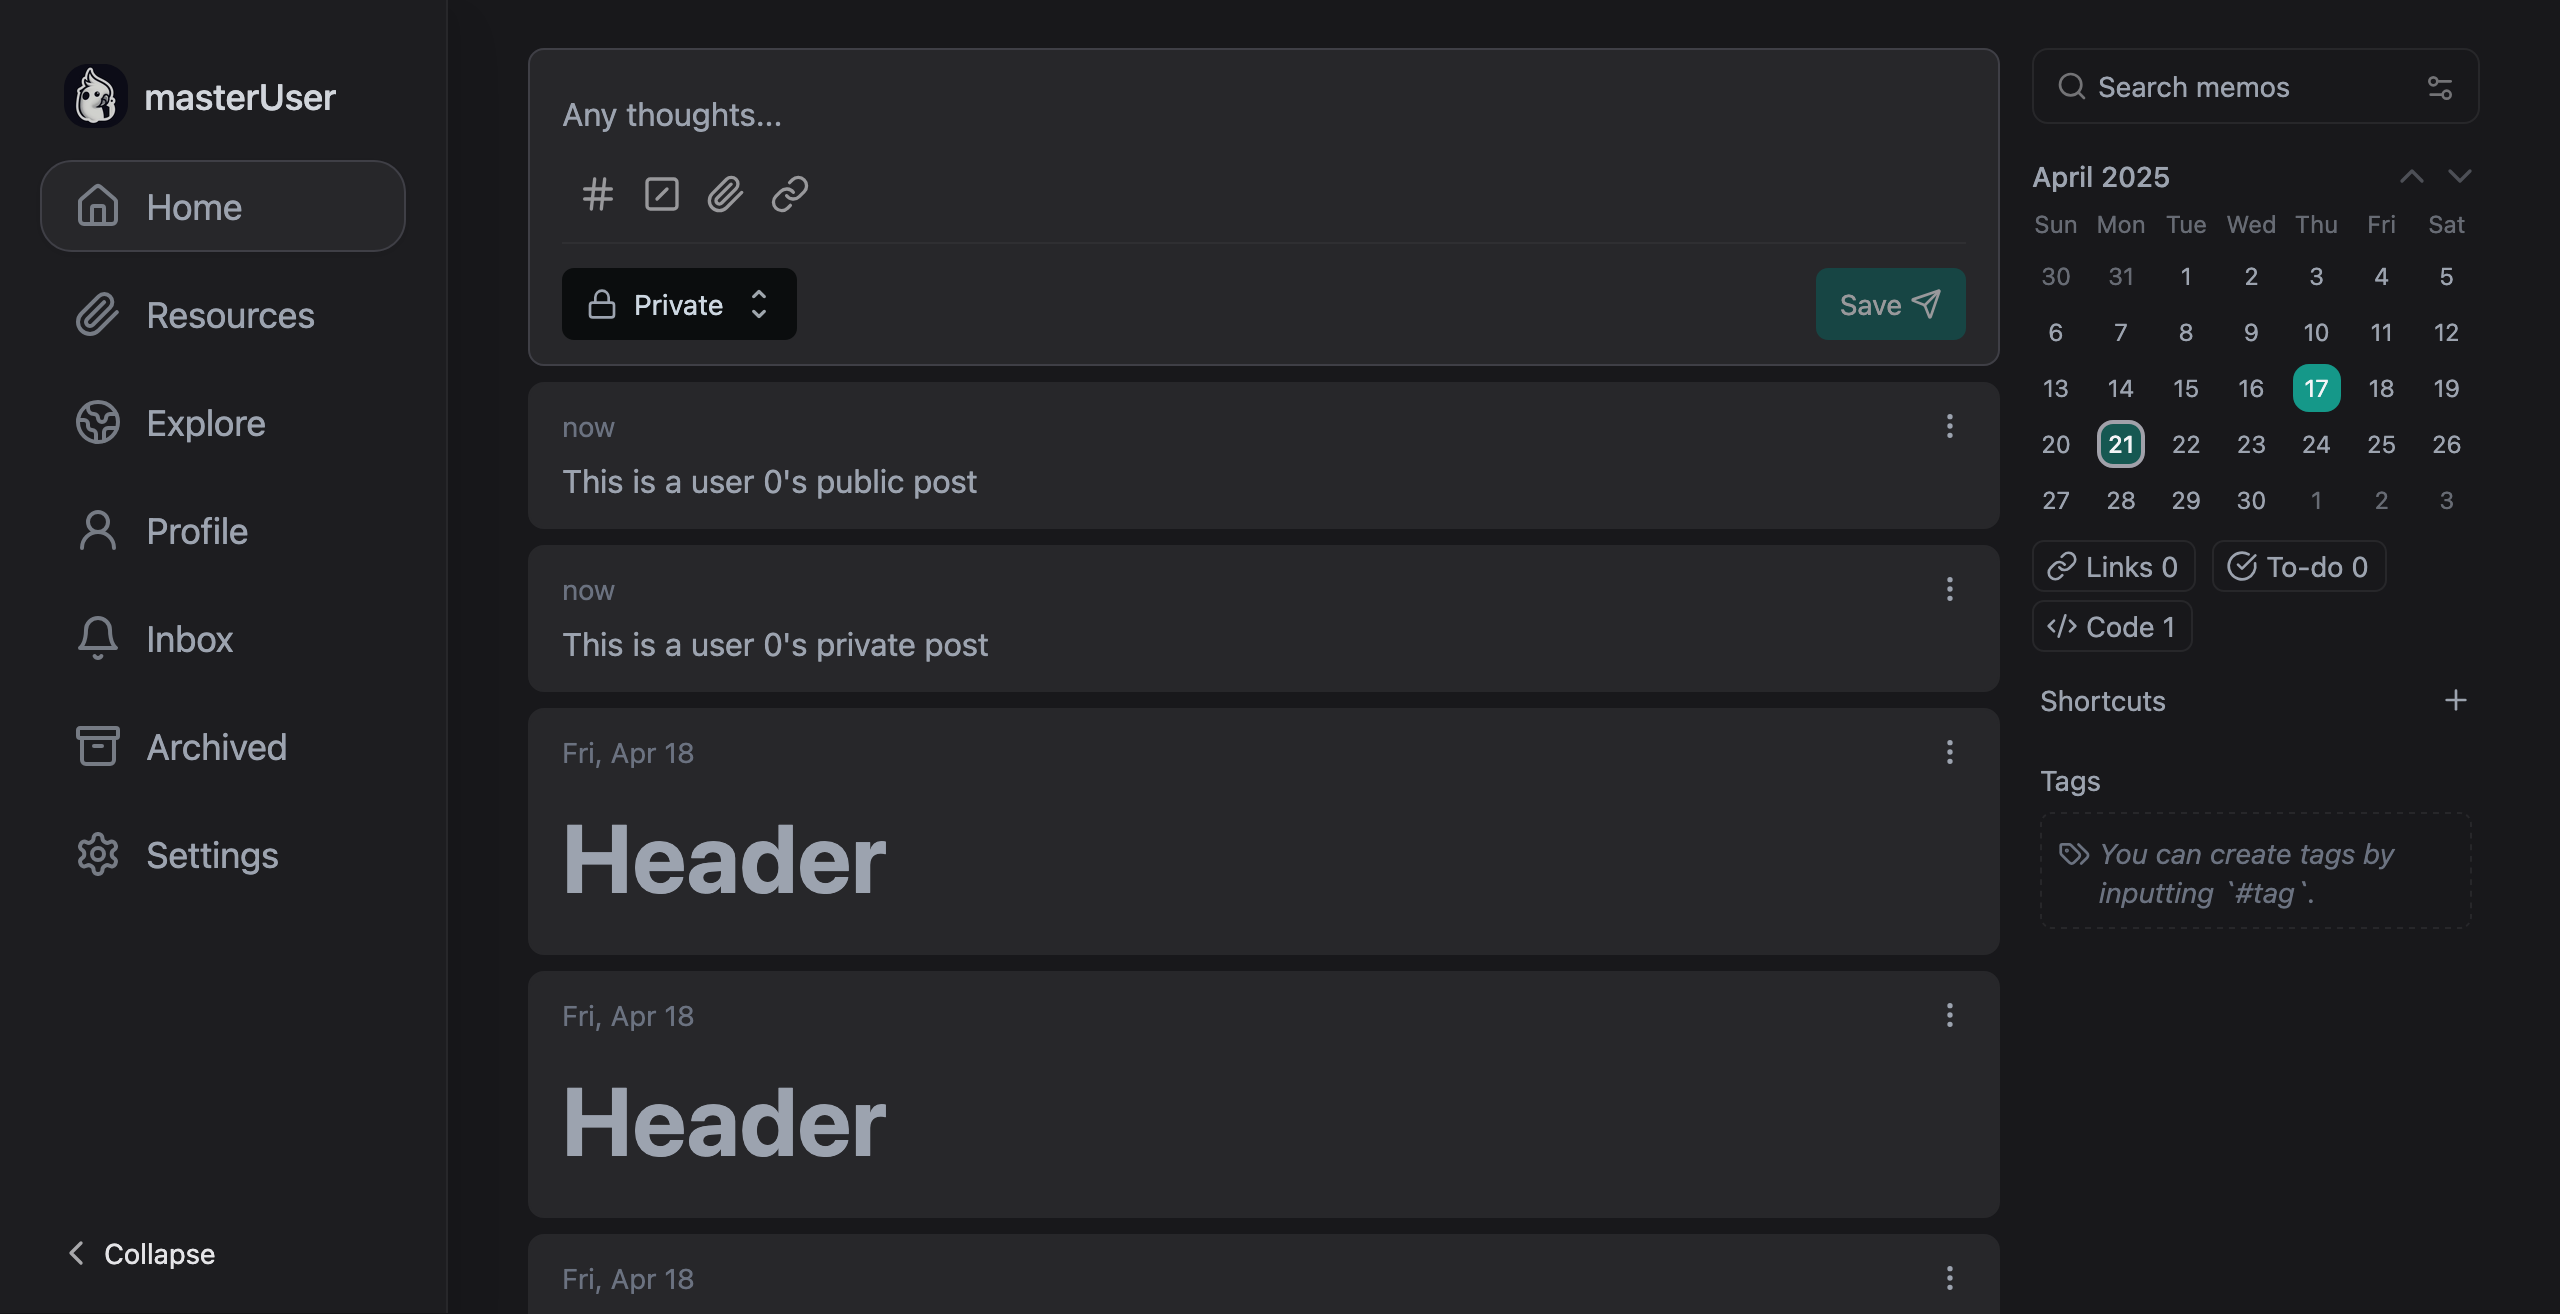 masterUser
Home
Resources
Explore
Profile
Inbox
Archived
Settings
Collapse
Any thoughts...
Private
Save
now
This is a user 0's public post
now
This is a user 0's private post
Fri, Apr 18
Header
Fri, Apr 18
Header
Fri, Apr 18
Search memos
April 2025
Sun Mon Tue Wed Thu Fri Sat
30 31 1 2 3 4 5
6 7 8 9 10 11 12
13 14 15 16 17 18 19
20 21 22 23 24 25 26
27 28 29 30 1 2 3
Links 0 To-do 0
Code 1
Shortcuts
Tags
You can create tags by
inputting `#tag`.